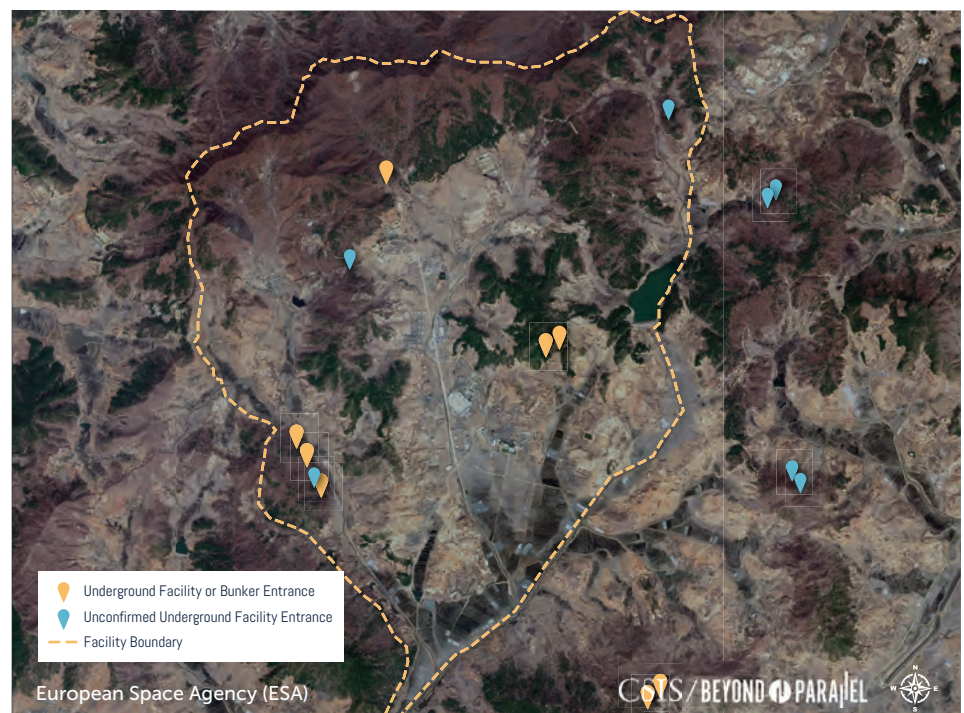 Underground Facility or Bunker Entrance
Unconfirmed Underground Facility Entrance
Facility Boundary
European Space Agency (ESA)
CSIS/BEYOND PARALLEL
N
W E
S